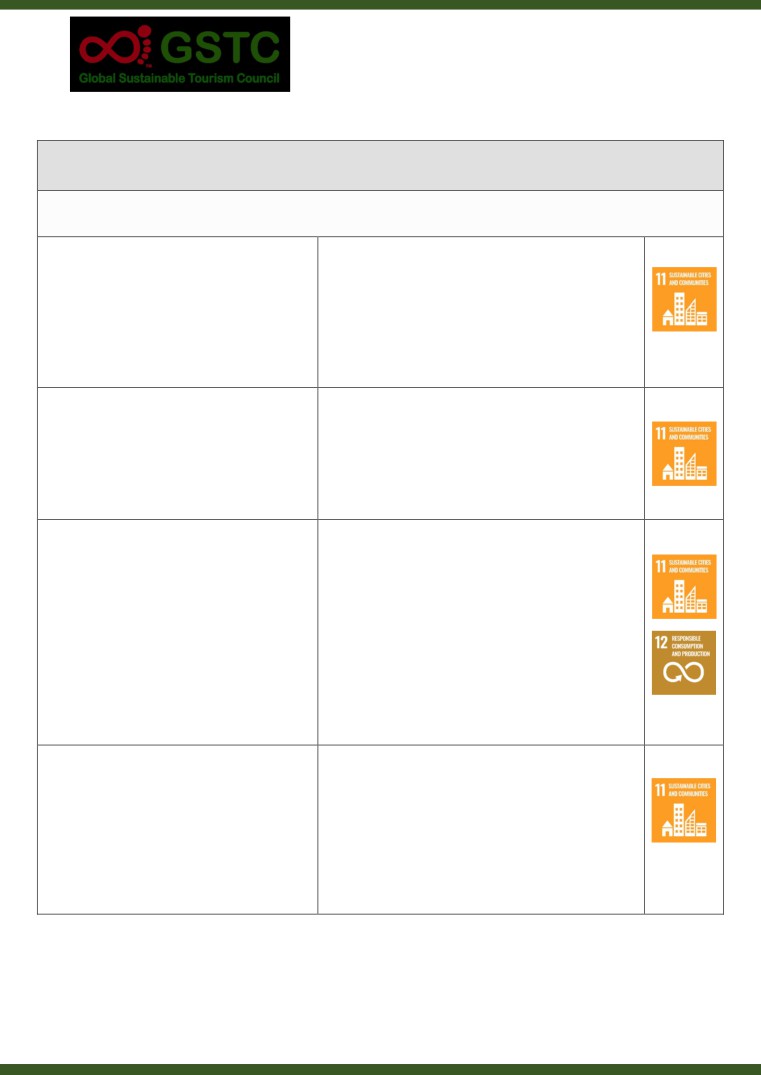 GSTC
Global Sustainable Tourism Council
11 SUSTAINABLE CITIES
AND COMMUNITIES
11 SUSTAINABLE CITIES
AND COMMUNITIES
11 SUSTAINABLE CITIES
AND COMMUNITIES
12 RESPONSIBLE
CONSUMPTION
AND PRODUCTION
11 SUSTAINABLE CITIES
AND COMMUNITIES